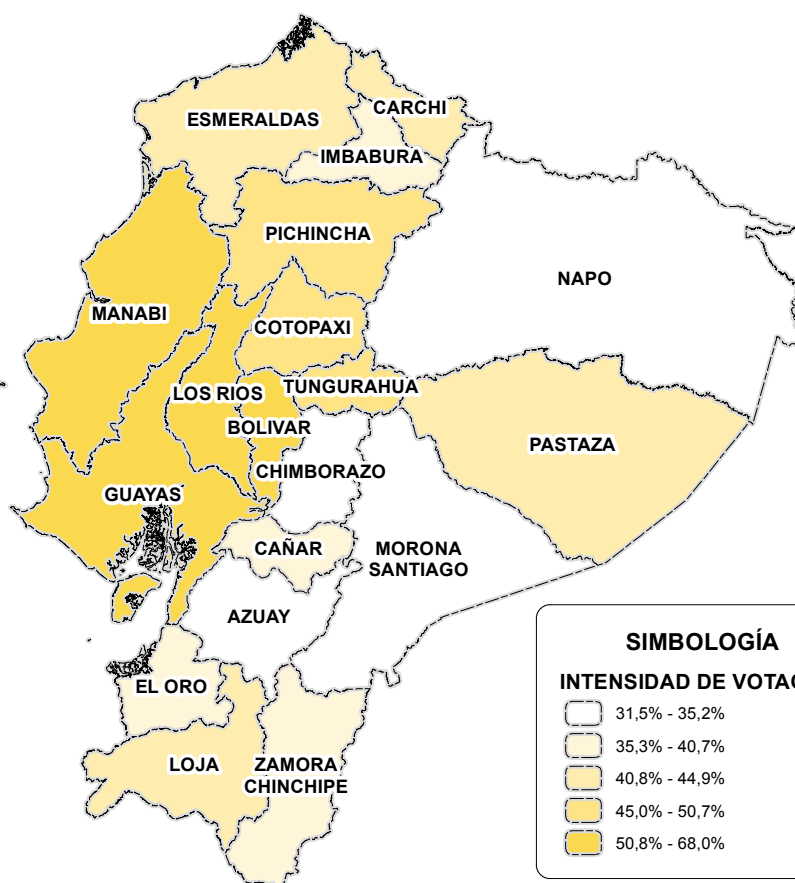 CARCHI
ESMERALDAS
IMBABURA
PICHINCHA
NAPO
MANABI
COTOPAXI
TUNGURAHUA
LOS RIOS
BOLIVAR
PASTAZA
CHIMBORAZO
GUAYAS
CAÑAR
MORONA
SANTIAGO
AZUAY
EL ORO
LOJA
ZAMORA
CHINCHIPE
SIMBOLOGÍA
INTENSIDAD DE VOTAC
31,5% - 35,2%
35,3% - 40,7%
40,8% - 44,9%
45,0% - 50,7%
50,8% - 68,0%